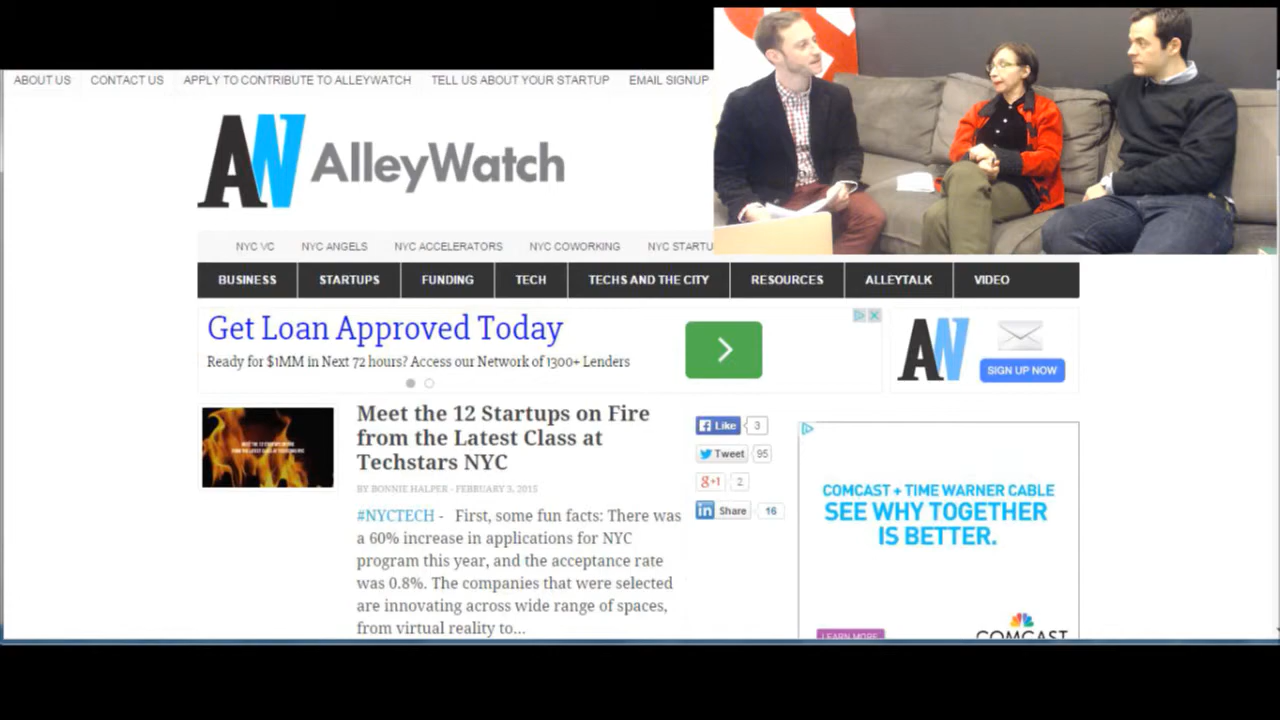 ABOUT US CONTACT US APPLY TO CONTRIBUTE TO ALLEYWATCH TELL US ABOUT YOUR STARTUP EMAIL SIGNUP
AW AlleyWatch
NYC VC NYC ANGELS NYC ACCELERATORS NYC COWORKING NYC STARTU
BUSINESS STARTUPS FUNDING TECH TECHS AND THE CITY RESOURCES ALLEYTALK VIDEO
Get Loan Approved Today
Ready for $1MM in Next 72 hours? Access our Network of 1300+ Lenders
AW
SIGN UP NOW
Meet the 12 Startups on Fire
from the Latest Class at
Techstars NYC
BY BONNIE HALPER - FEBRUARY 3, 2015
#NYCTECH - First, some fun facts: There was
a 60% increase in applications for NYC
program this year, and the acceptance rate
was 0.8%. The companies that were selected
are innovating across wide range of spaces,
from virtual reality to...
Like 3
Tweet 95
g+1 2
in Share 16
COMCAST + TIME WARNER CABLE
SEE WHY TOGETHER
IS BETTER.
LEARN MORE
COMCAST